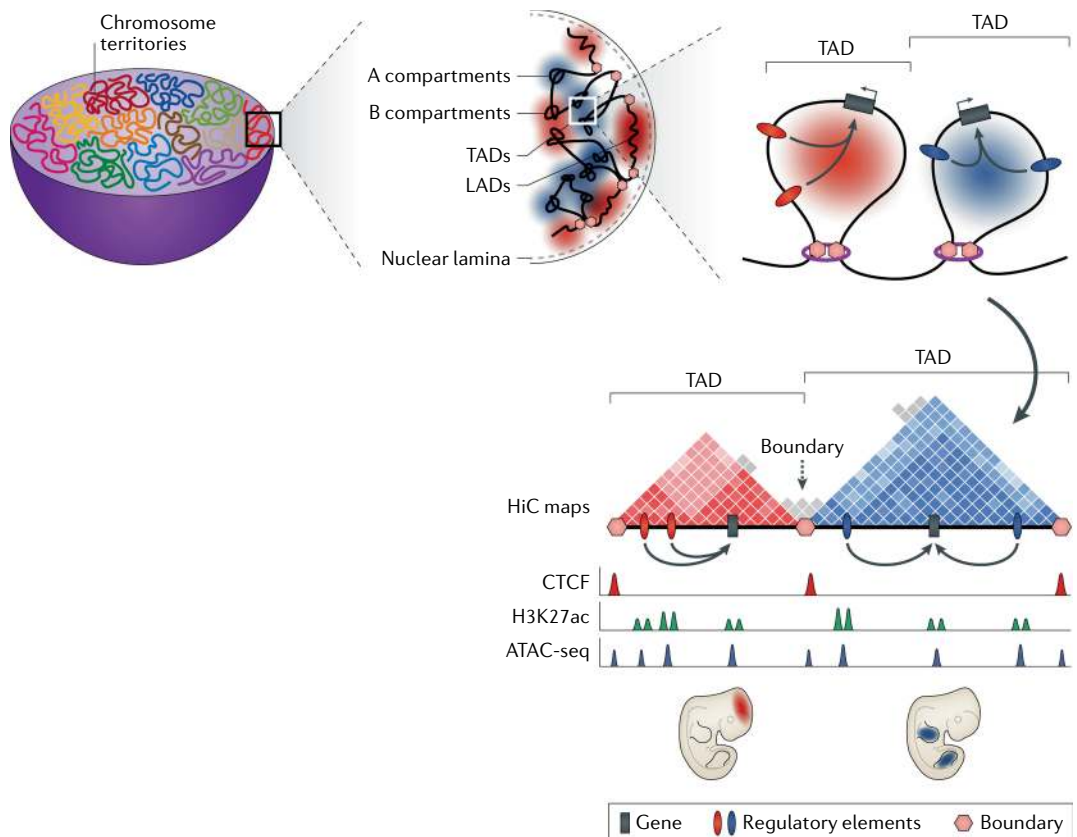 Chromosome
territories
A compartments
B compartments
TADs
LADs
Nuclear lamina
TAD
TAD
TAD
TAD
Boundary
HiC maps
CTCF
H3K27ac
ATAC-seq
Gene
Regulatory elements
Boundary